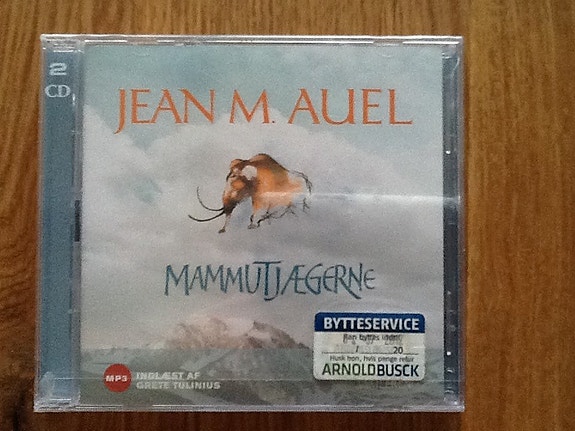 2
CD
JEAN M. AUEL
MAMMUTJÆGERNE
MP3
INDLÆST AF
GRETE TULINIUS
BYTTESERVICE
Kan byttes indtil
/ 20
Husk bon, hvis penge retur
ARNOLDBUSCK